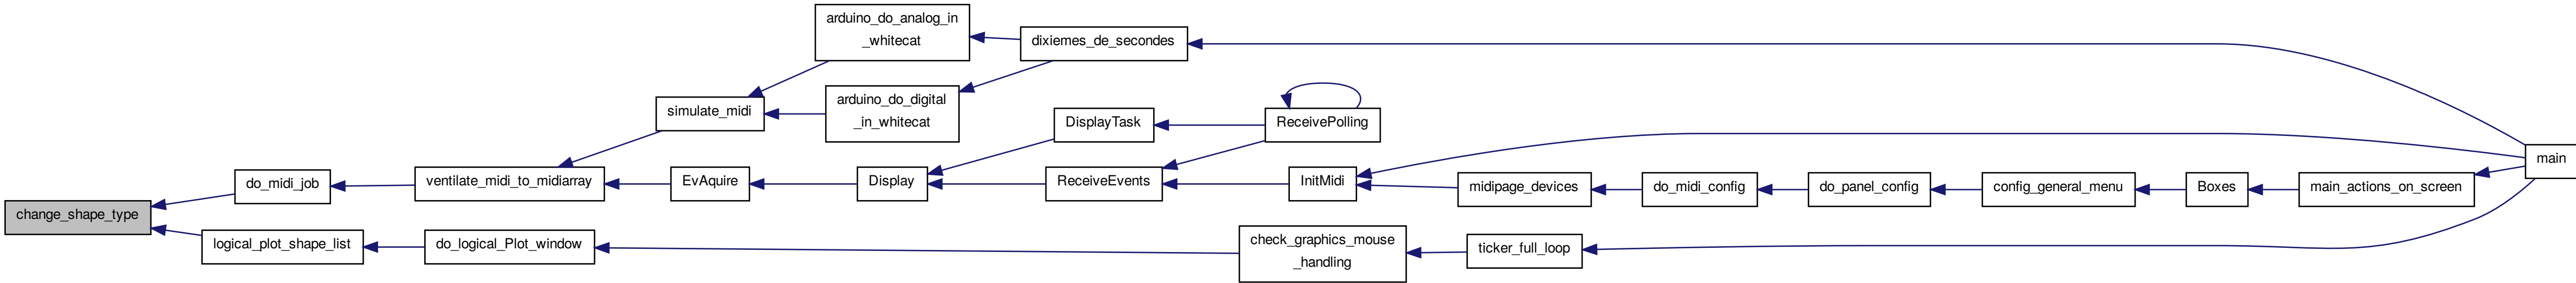 arduino_do_analog_in
_whitecat
dixiemes_de_secondes
simulate_midi
arduino_do_digital
_in_whitecat
DisplayTask
ReceivePolling
main
do_midi_job
ventilate_midi_to_midiarray
EvAquire
Display
ReceiveEvents
InitMidi
midipage_devices
do_midi_config
do_panel_config
config_general_menu
Boxes
main_actions_on_screen
change_shape_type
logical_plot_shape_list
do_logical_Plot_window
check_graphics_mouse
_handling
ticker_full_loop